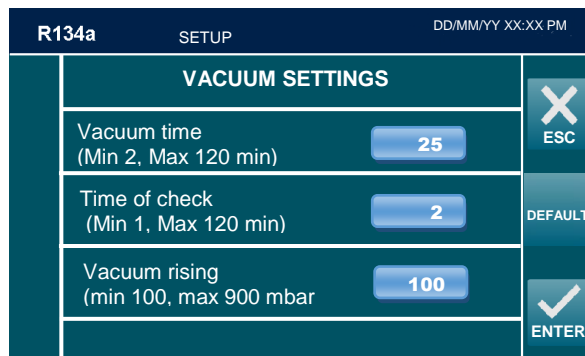 R134a SETUP DD/MM/YY XX:XX PM
VACUUM SETTINGS
ESC
Vacuum time
(Min 2, Max 120 min)
25
Time of check
(Min 1, Max 120 min)
2
DEFAULT
Vacuum rising
(min 100, max 900 mbar
100
ENTER